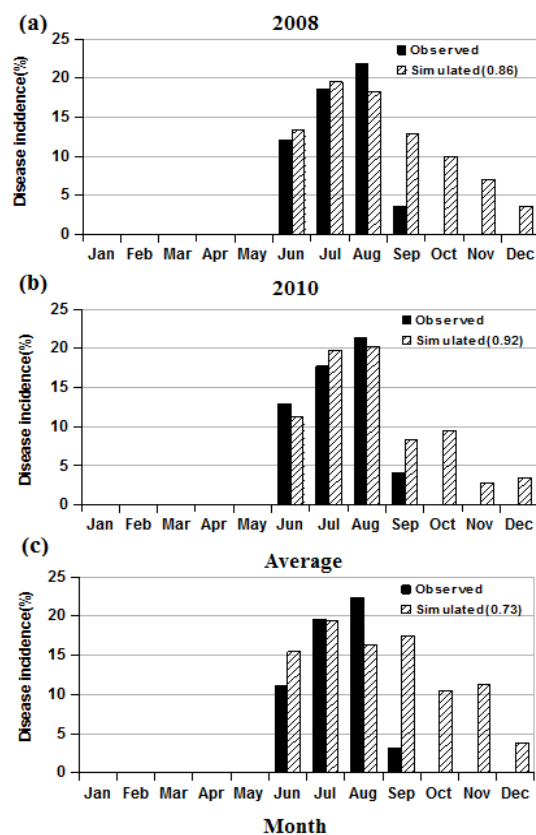 (a) 2008
25
20
15
10
5
0
Disease incidence(%)
Observed
Simulated(0.86)
Jan Feb Mar Apr May Jun Jul Aug Sep Oct Nov Dec
(b) 2010
25
20
15
10
5
0
Disease incidence(%)
Observed
Simulated(0.92)
Jan Feb Mar Apr May Jun Jul Aug Sep Oct Nov Dec
(c) Average
25
20
15
10
5
0
Disease incidence(%)
Observed
Simulated(0.73)
Jan Feb Mar Apr May Jun Jul Aug Sep Oct Nov Dec
Month